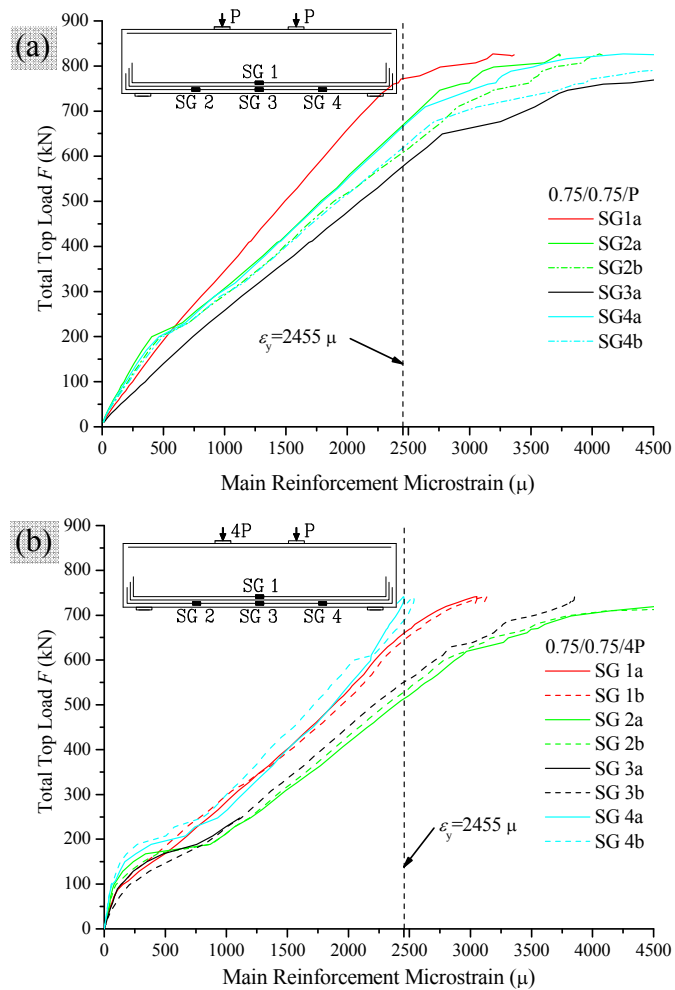 (a)
P P
SG 1
SG 2 SG 3 SG 4
900
800
700
600
500
400
300
200
100
0
Total Top Load F (kN)
0.75/0.75/P
SG1a
SG2a
SG2b
SG3a
SG4a
SG4b
εy=2455 μ
0 500 1000 1500 2000 2500 3000 3500 4000 4500
Main Reinforcement Microstrain (μ)
(b)
4P P
SG 1
SG 2 SG 3 SG 4
900
800
700
600
500
400
300
200
100
0
Total Top Load F (kN)
0.75/0.75/4P
SG 1a
SG 1b
SG 2a
SG 2b
SG 3a
SG 3b
SG 4a
SG 4b
εy=2455 μ
0 500 1000 1500 2000 2500 3000 3500 4000 4500
Main Reinforcement Microstrain (μ)